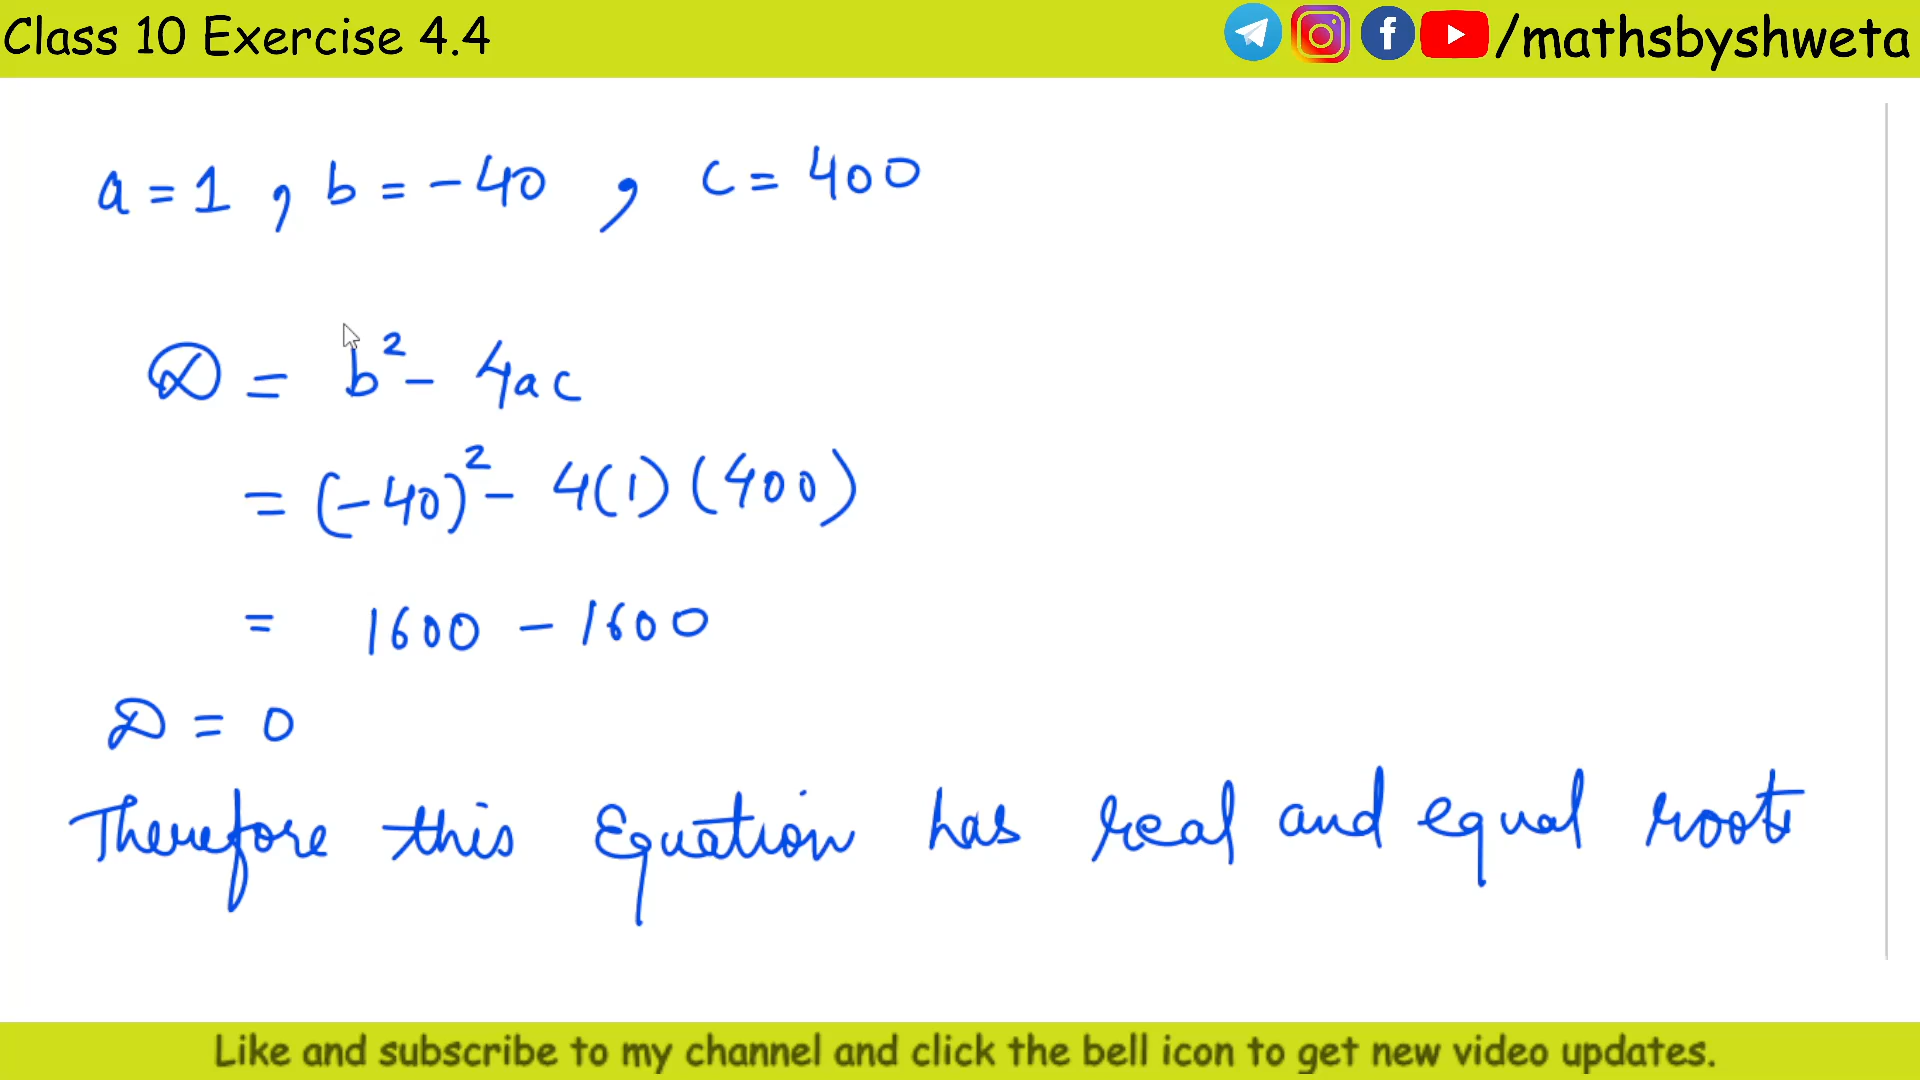 Class 10 Exercise 4.4
/mathsbyshweta
a = 1 , b = -40 , c = 400
D = b² - 4ac
= (-40)² - 4(1)(400)
= 1600 - 1600
D = 0
Therefore this Equation has real and equal roots
Like and subscribe to my channel and click the bell icon to get new video updates.